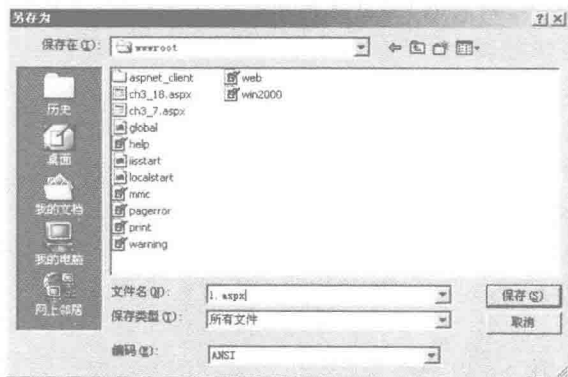 另存为
保存在(I):
wwwroot
历史
桌面
我的文档
我的电脑
网上邻居
aspnet_client
ch3_18.aspx
ch3_7.aspx
global
help
iisstart
localstart
mmc
pagerror
print
warning
web
win2000
文件名(N):
1.aspx
保存(S)
保存类型(T):
所有文件
取消
编码(E):
ANSI